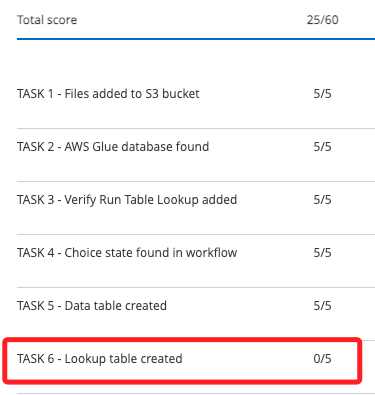 Total score 25/60
TASK 1 - Files added to S3 bucket 5/5
TASK 2 - AWS Glue database found 5/5
TASK 3 - Verify Run Table Lookup added 5/5
TASK 4 - Choice state found in workflow 5/5
TASK 5 - Data table created 5/5
TASK 6 - Lookup table created 0/5